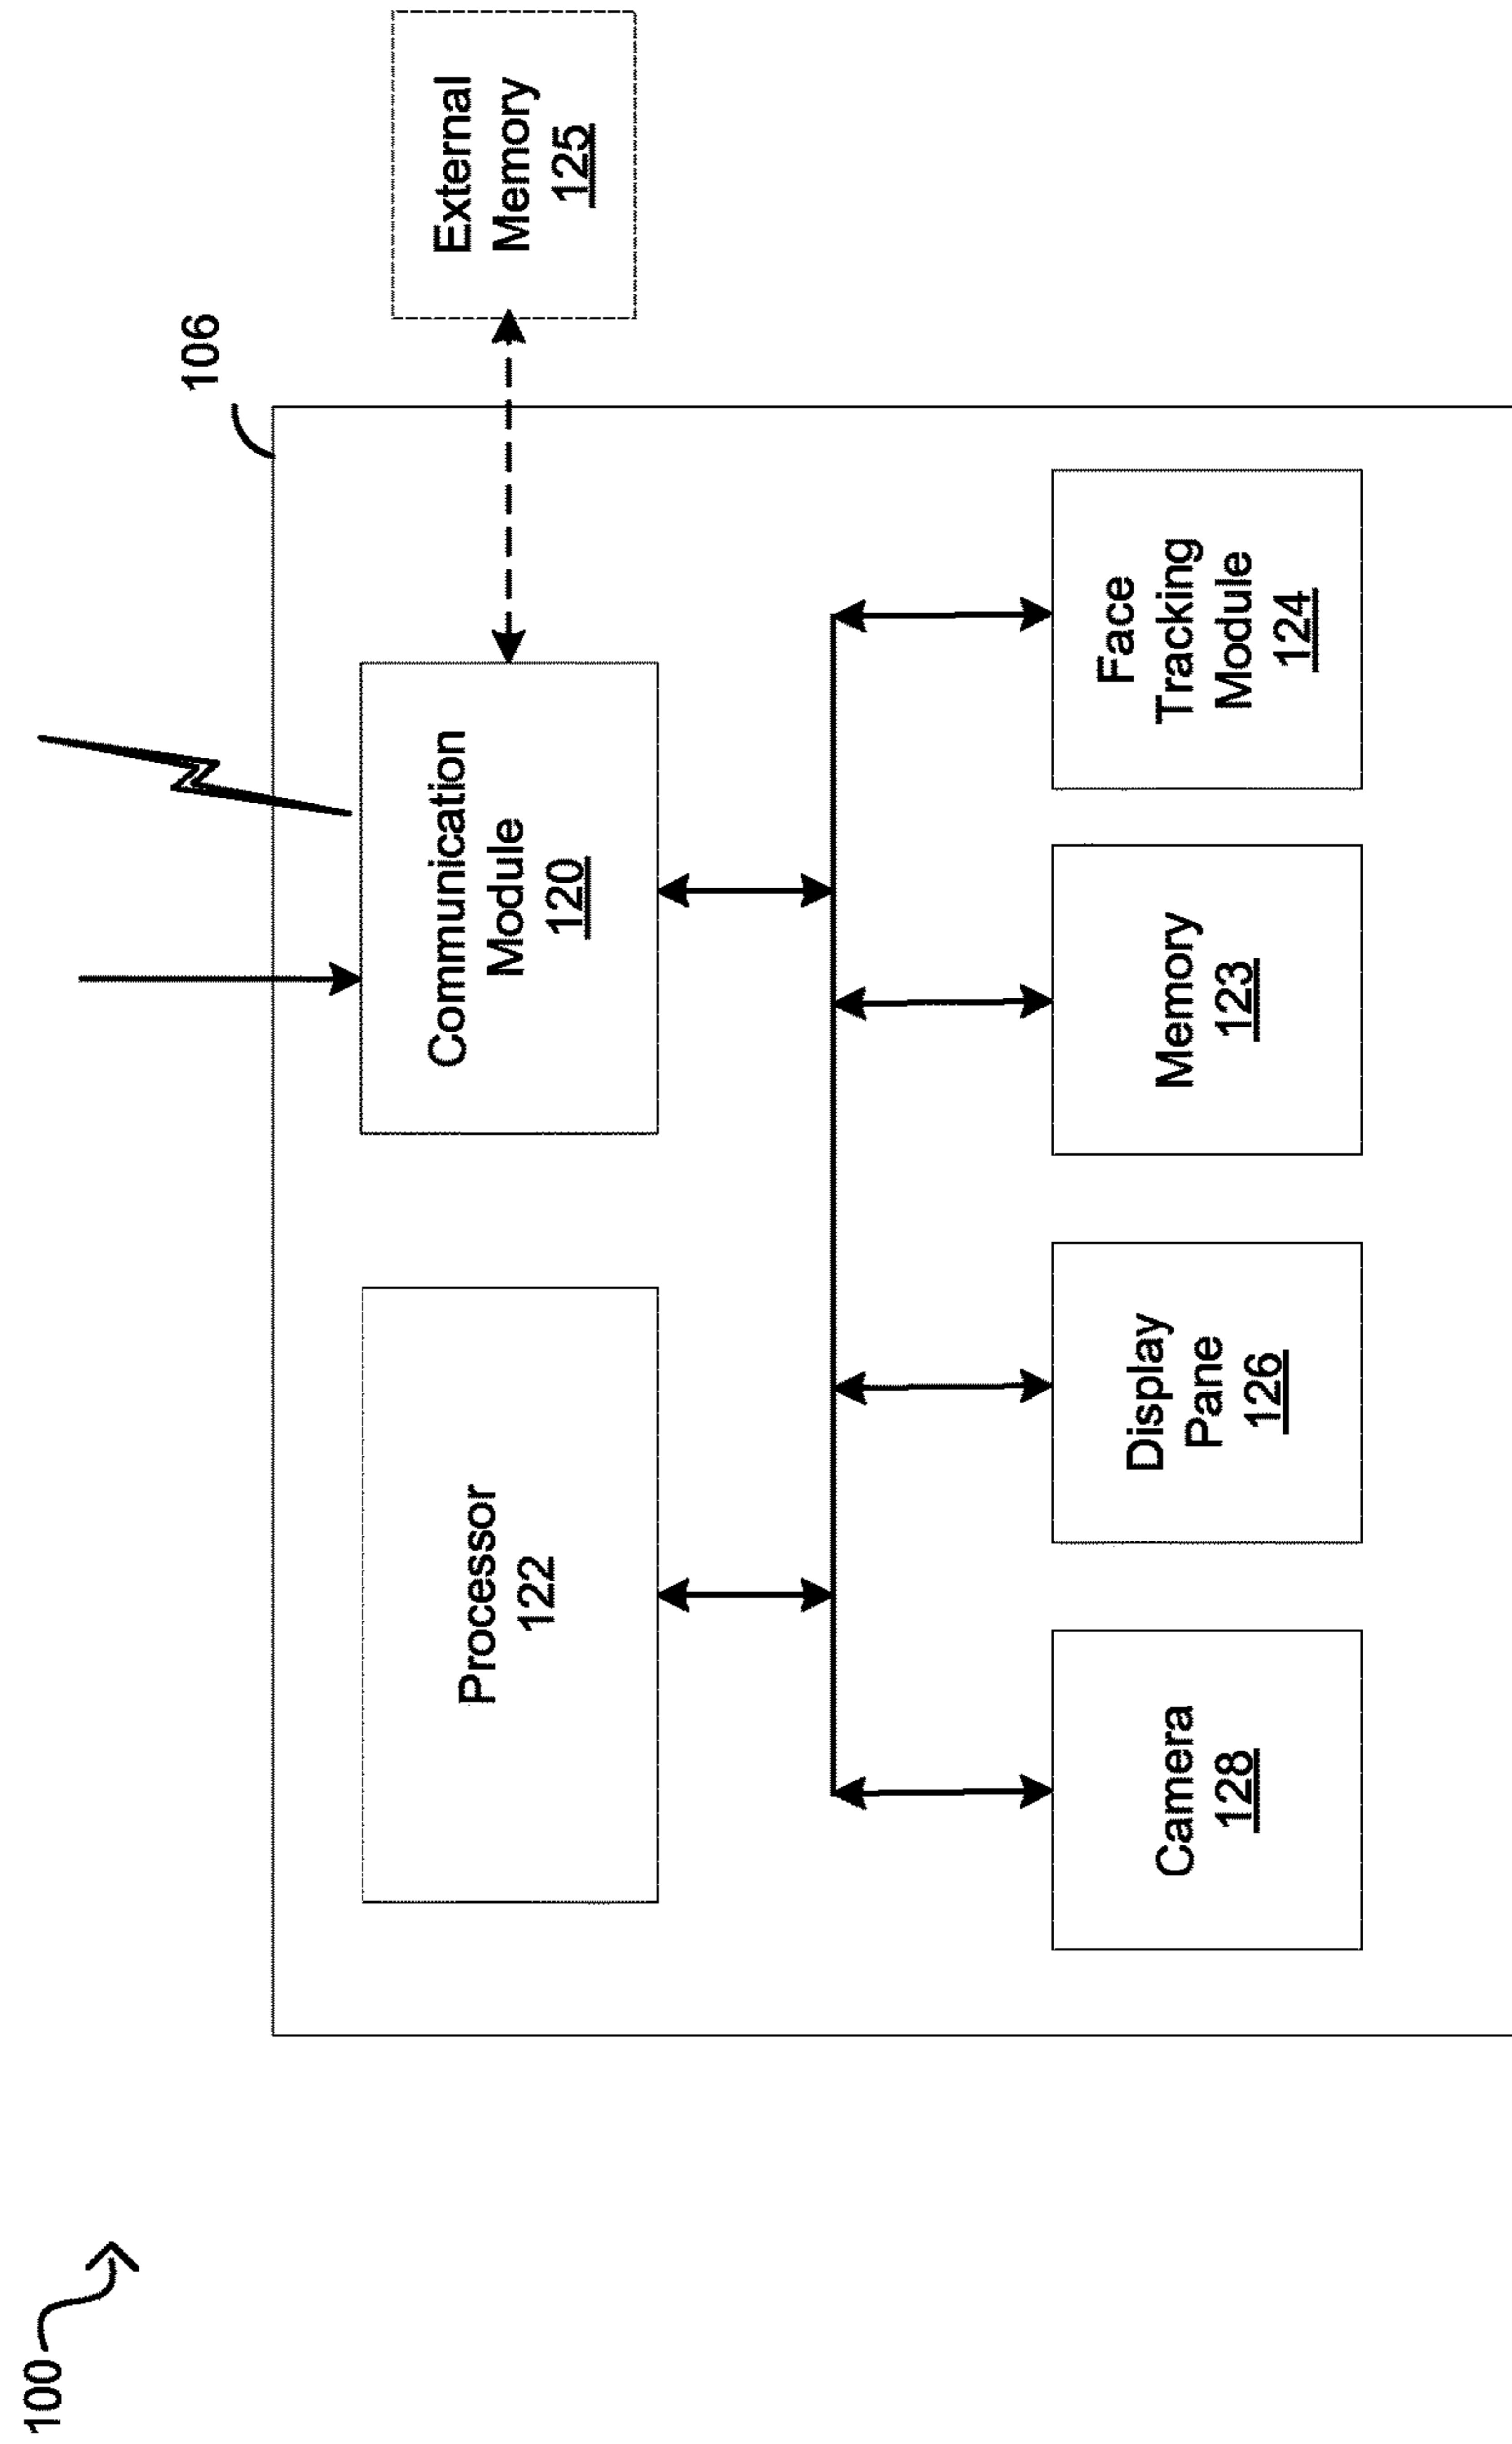 100
106
Processor
122
Communication
Module
120
External
Memory
125
Camera
128
Display
Pane
126
Memory
123
Face
Tracking
Module
124